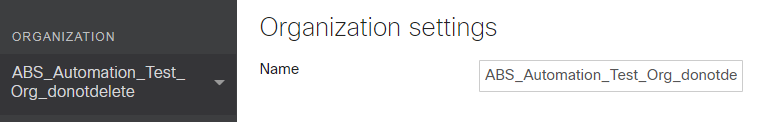 ORGANIZATION
ABS_Automation_Test_
Org_donotdelete
Organization settings
Name
ABS_Automation_Test_Org_donotde